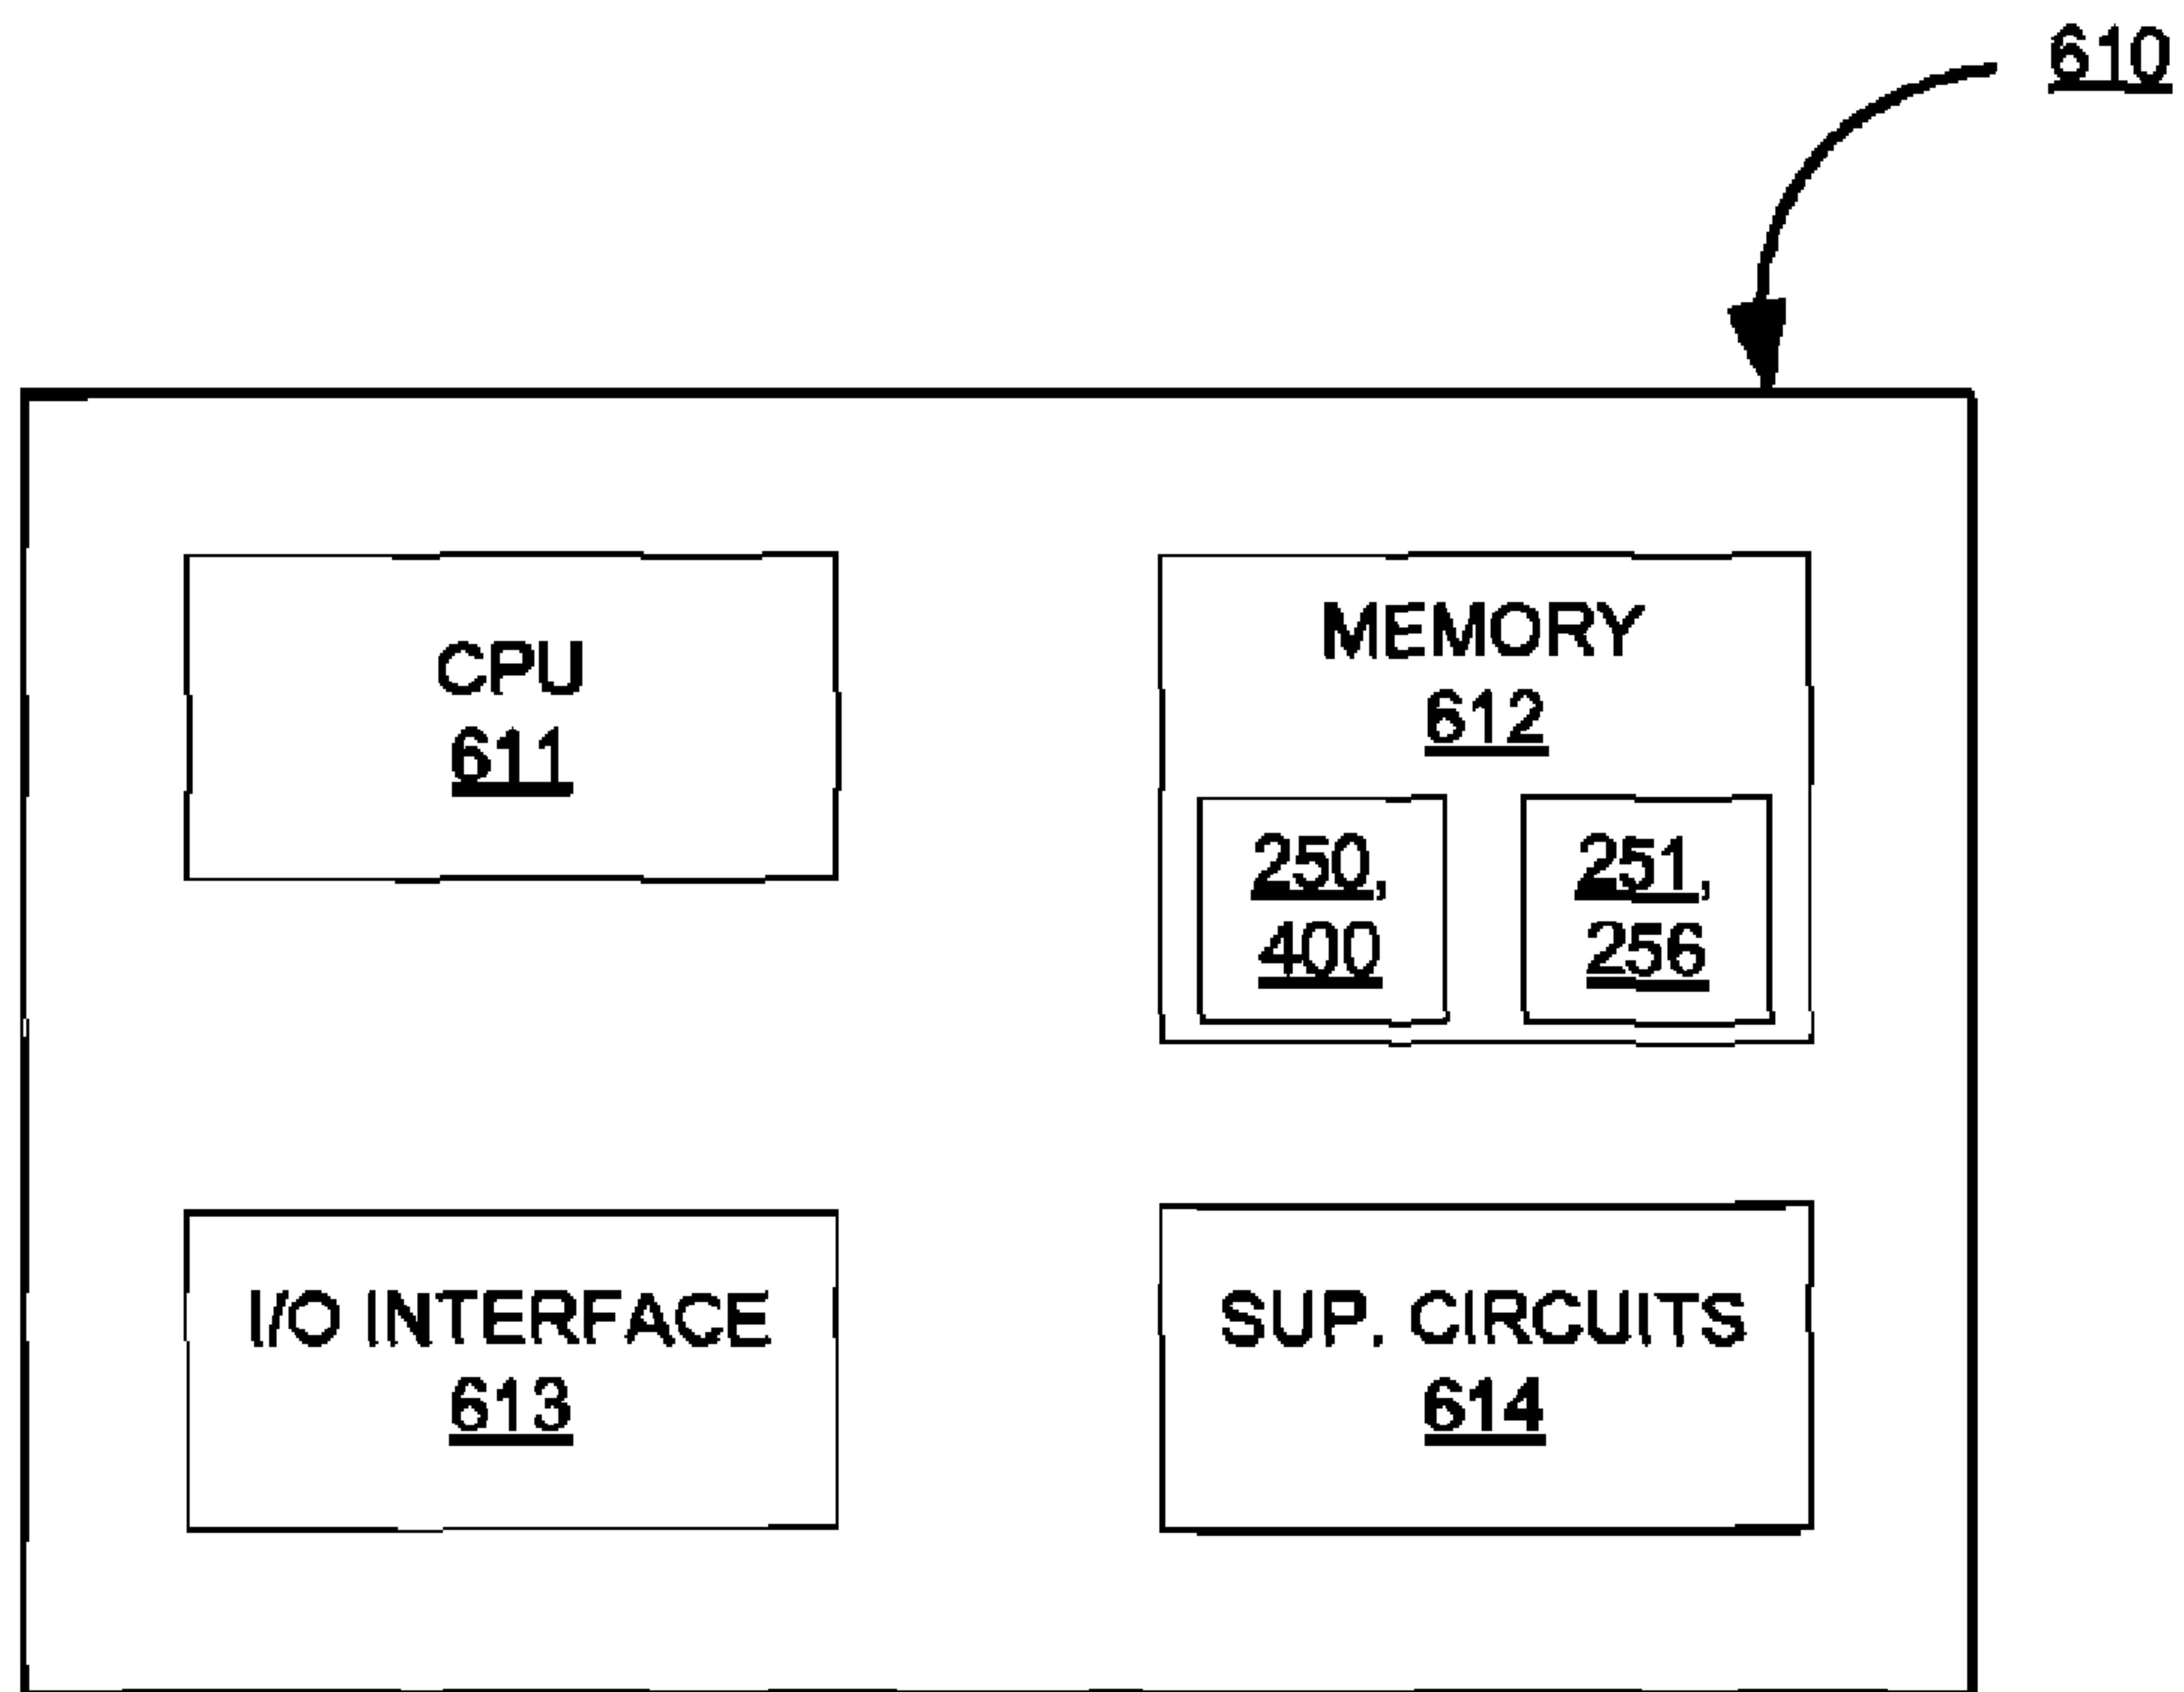 610
CPU
611
MEMORY
612
250,
400
251,
256
I/O INTERFACE
613
SUP. CIRCUITS
614